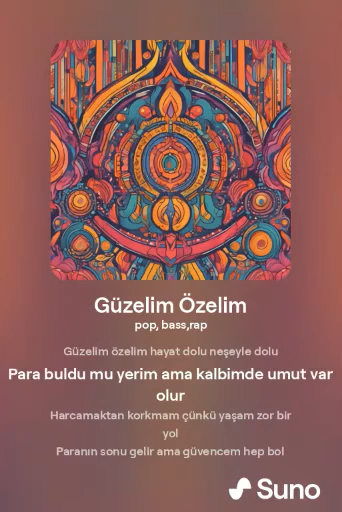 Güzelim Özelim
pop, bass,rap
Güzelim özelim hayat dolu neşeyle dolu
Para buldu mu yerim ama kalbimde umut var
olur
Harcamaktan korkmam çünkü yaşam zor bir
yol
Paranın sonu gelir ama güvencem hep bol
Suno